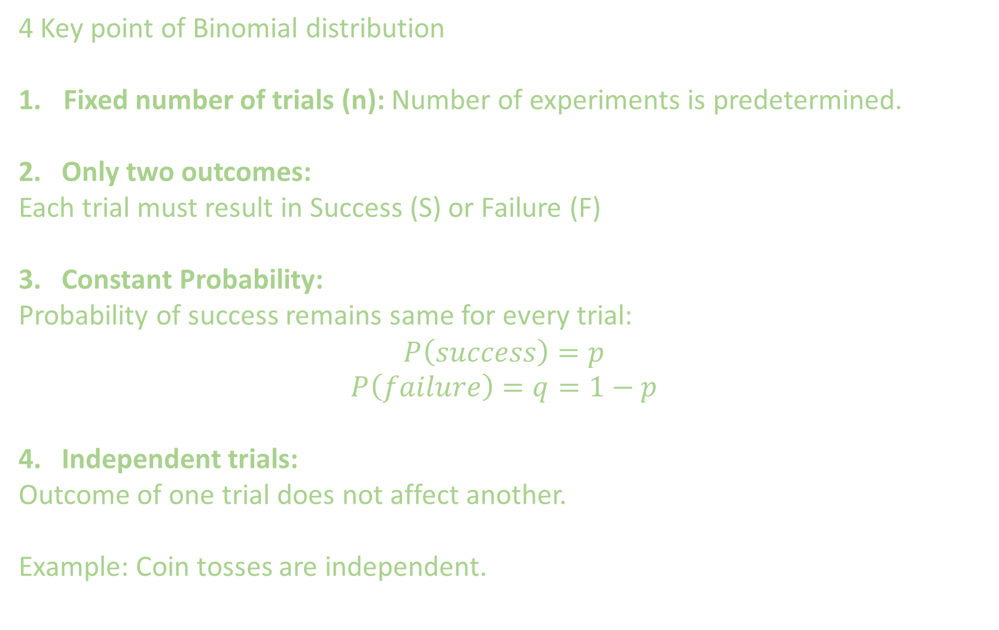 4 Key point of Binomial distribution
1. Fixed number of trials (n): Number of experiments is predetermined.
2. Only two outcomes:
Each trial must result in Success (S) or Failure (F)
3. Constant Probability:
Probability of success remains same for every trial:
P(success) = p
P(failure) = q = 1 − p
4. Independent trials:
Outcome of one trial does not affect another.
Example: Coin tosses are independent.